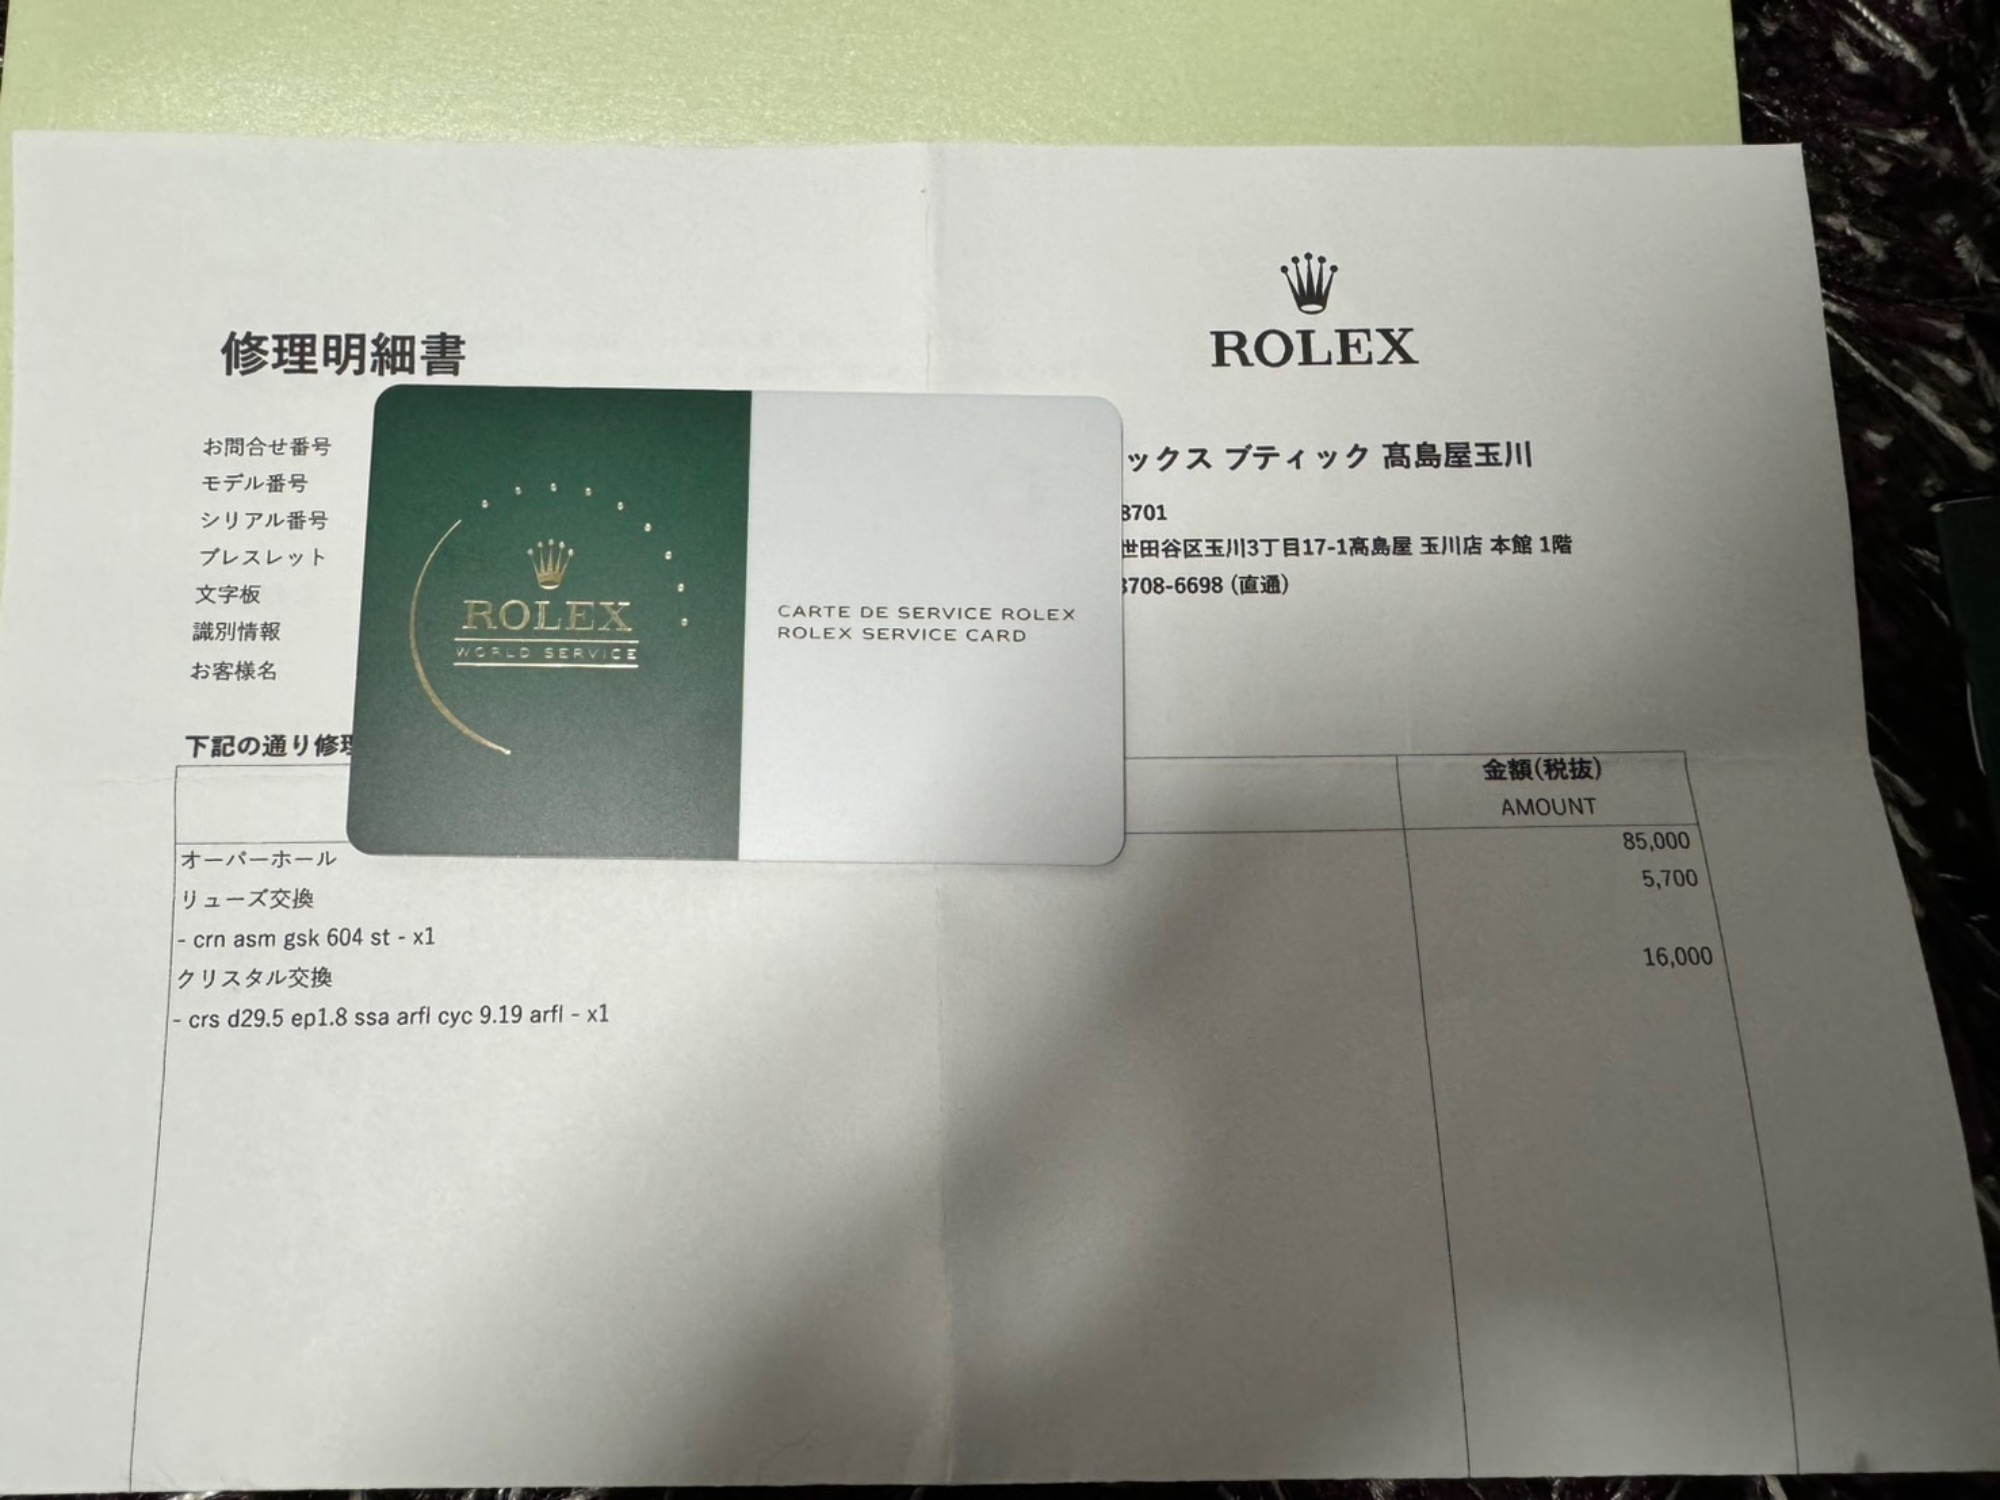 ROLEX
修理明細書
ックス ブティック 髙島屋玉川
お問合せ番号
モデル番号
8701
シリアル番号
世田谷区玉川3丁目17-1髙島屋 玉川店 本館 1階
ブレスレット
3708-6698 (直通)
文字板
識別情報
お客様名
ROLEX
WORLD SERVICE
CARTE DE SERVICE ROLEX
ROLEX SERVICE CARD
下記の通り修理
金額(税抜)
AMOUNT
オーバーホール 85,000
リューズ交換 5,700
- crn asm gsk 604 st - x1
クリスタル交換 16,000
- crs d29.5 ep1.8 ssa arfl cyc 9.19 arfl - x1